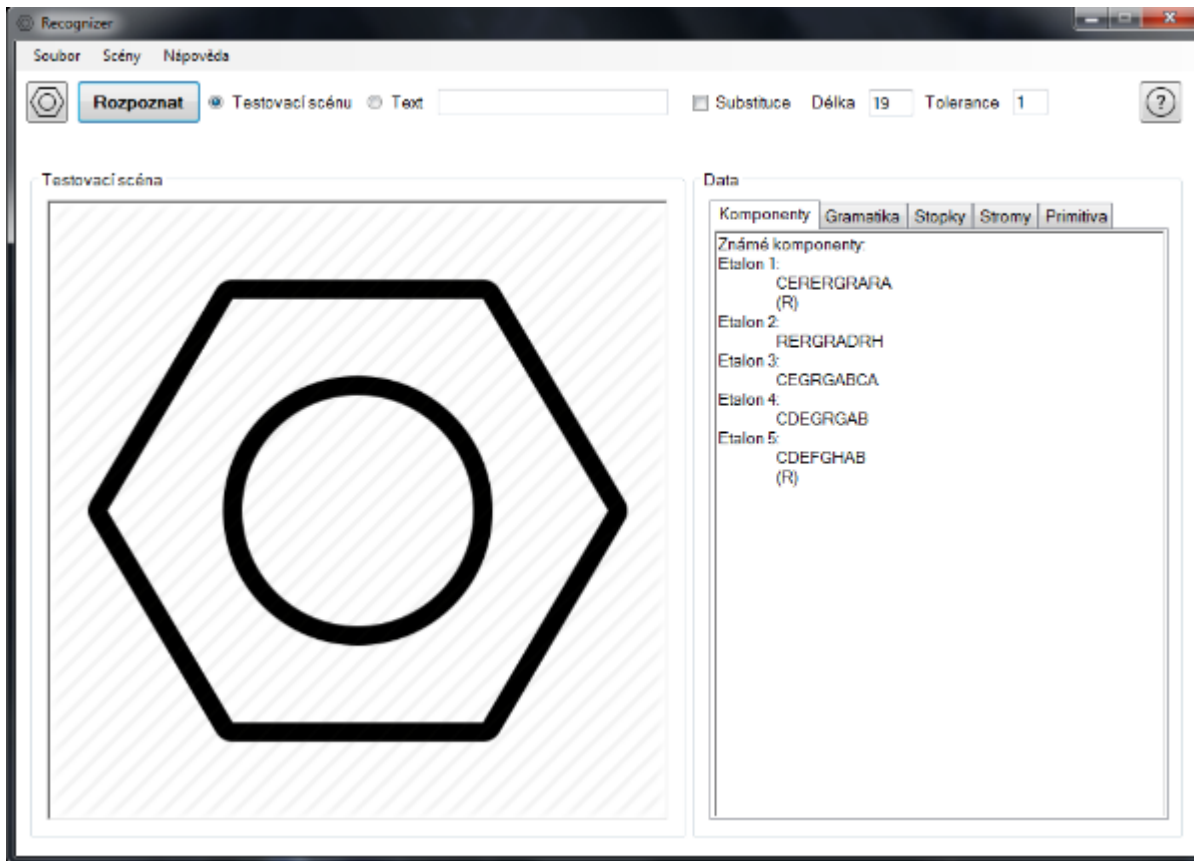 Recognizer
Soubor Scény Nápověda
Rozpoznat Testovací scénu Text Substituce Délka 19 Tolerance 1 ?
Testovací scéna
Data
Komponenty Gramatika Stopky Stromy Primitiva
Známé komponenty:
Etalon 1:
CERERGRARA
(R)
Etalon 2:
RERGRADRH
Etalon 3:
CEGRGABCA
Etalon 4:
CDEGRGAB
Etalon 5:
CDEFGHAB
(R)